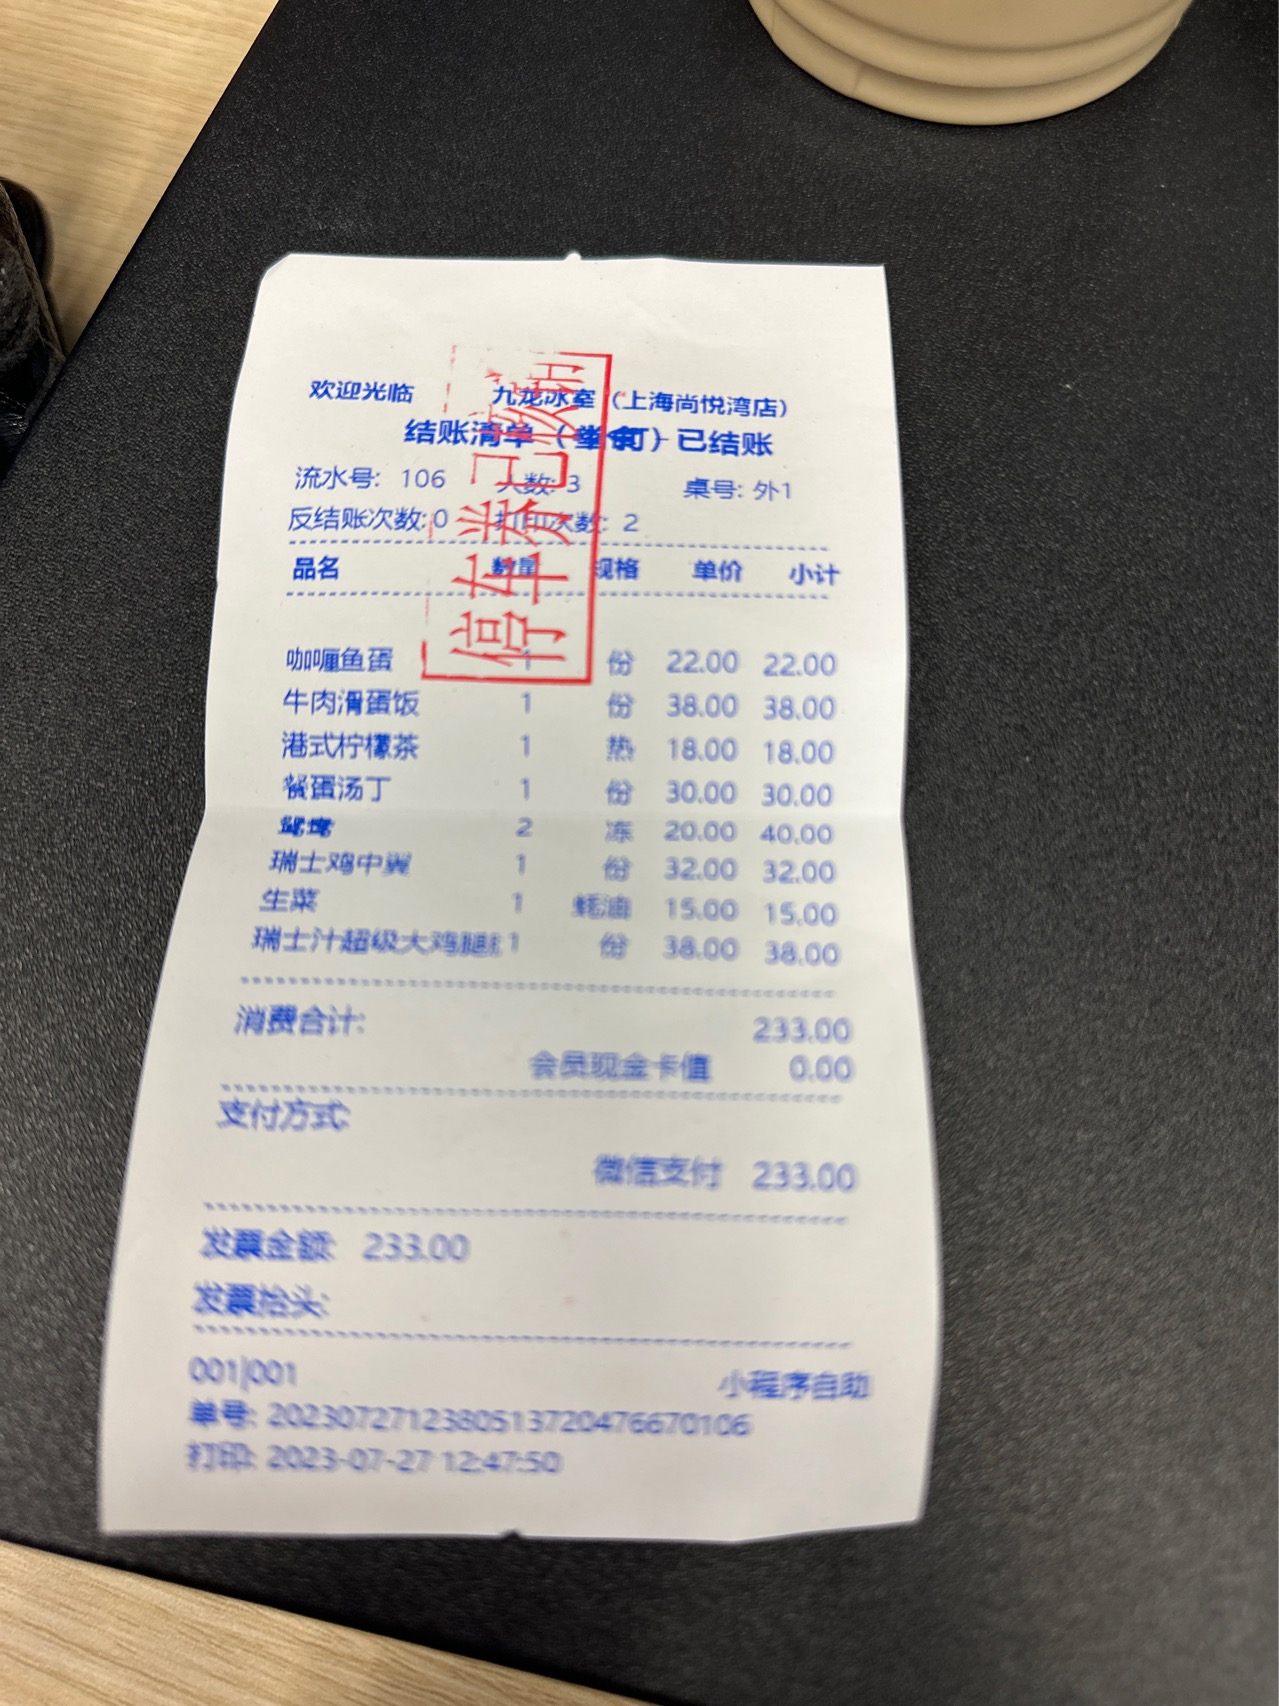 欢迎光临 九龙冰室（上海尚悦湾店）
结账清单 已结账
流水号: 106 人数: 3 桌号: 外1
反结账次数: 0 打印次数: 2
品名 数量 规格 单价 小计
咖喱鱼蛋 1 份 22.00 22.00
牛肉滑蛋饭 1 份 38.00 38.00
港式柠檬茶 1 热 18.00 18.00
餐蛋汤丁 1 份 30.00 30.00
鸳鸯 2 冻 20.00 40.00
瑞士鸡中翼 1 份 32.00 32.00
生菜 1 蚝油 15.00 15.00
瑞士汁超级大鸡腿 1 份 38.00 38.00
消费合计: 233.00
会员现金卡值 0.00
支付方式:
微信支付 233.00
发票金额: 233.00
发票抬头:
001|001 小程序自助
单号: 2023072712380513720476670106
打印: 2023-07-27 12:47:50
停车券已核销